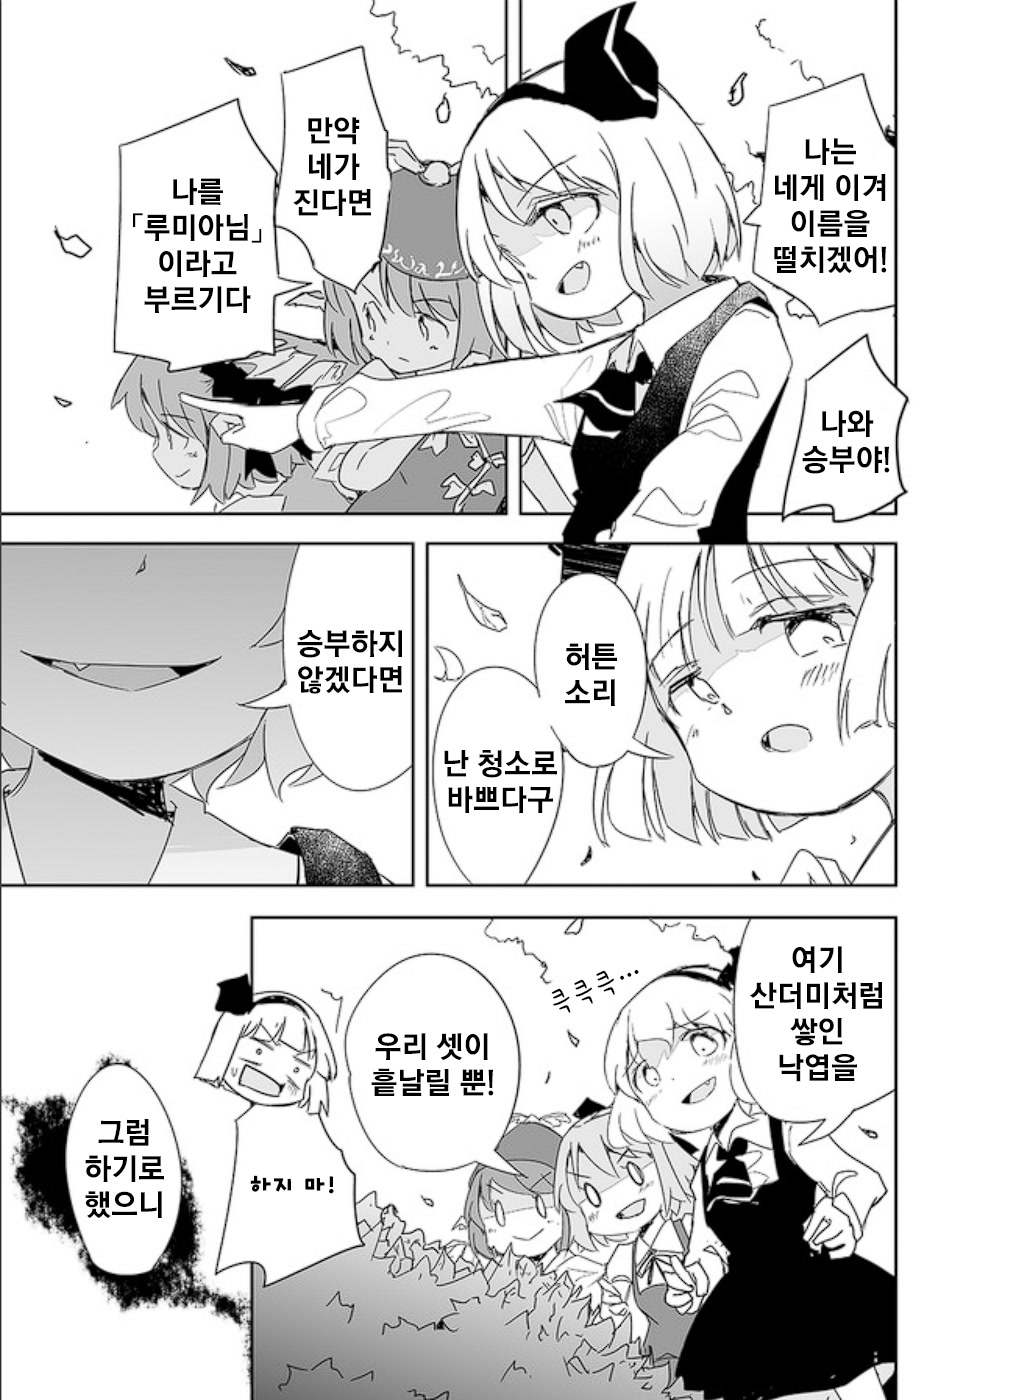 나는
네게 이겨
이름을
떨치겠어!
나와
승부야!
만약
네가
진다면
나를
「루미아님」
이라고
부르기다
허튼
소리
난 청소로
바쁘다구
승부하지
않겠다면
여기
산더미처럼
쌓인
낙엽을
큭큭큭…
우리 셋이
흩날릴 뿐!
하지 마!
그럼
하기로
했으니